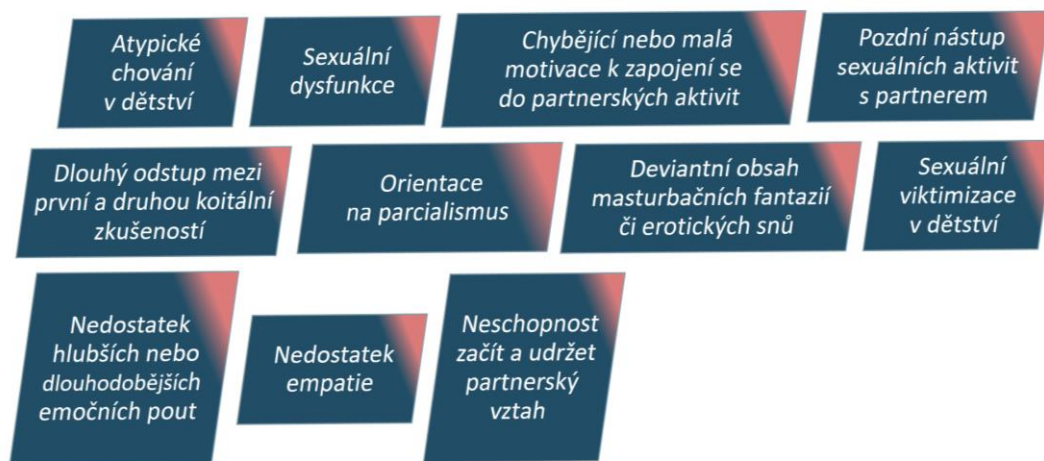 Atypické
chování
v dětství
Sexuální
dysfunkce
Chybějící nebo malá
motivace k zapojení se
do partnerských aktivit
Pozdní nástup
sexuálních aktivit
s partnerem
Dlouhý odstup mezi
první a druhou koitální
zkušeností
Orientace
na parcialismus
Deviantní obsah
masturbačních fantazií
či erotických snů
Sexuální
viktimizace
v dětství
Nedostatek
hlubších nebo
dlouhodobějších
emočních pout
Nedostatek
empatie
Neschopnost
začít a udržet
partnerský
vztah